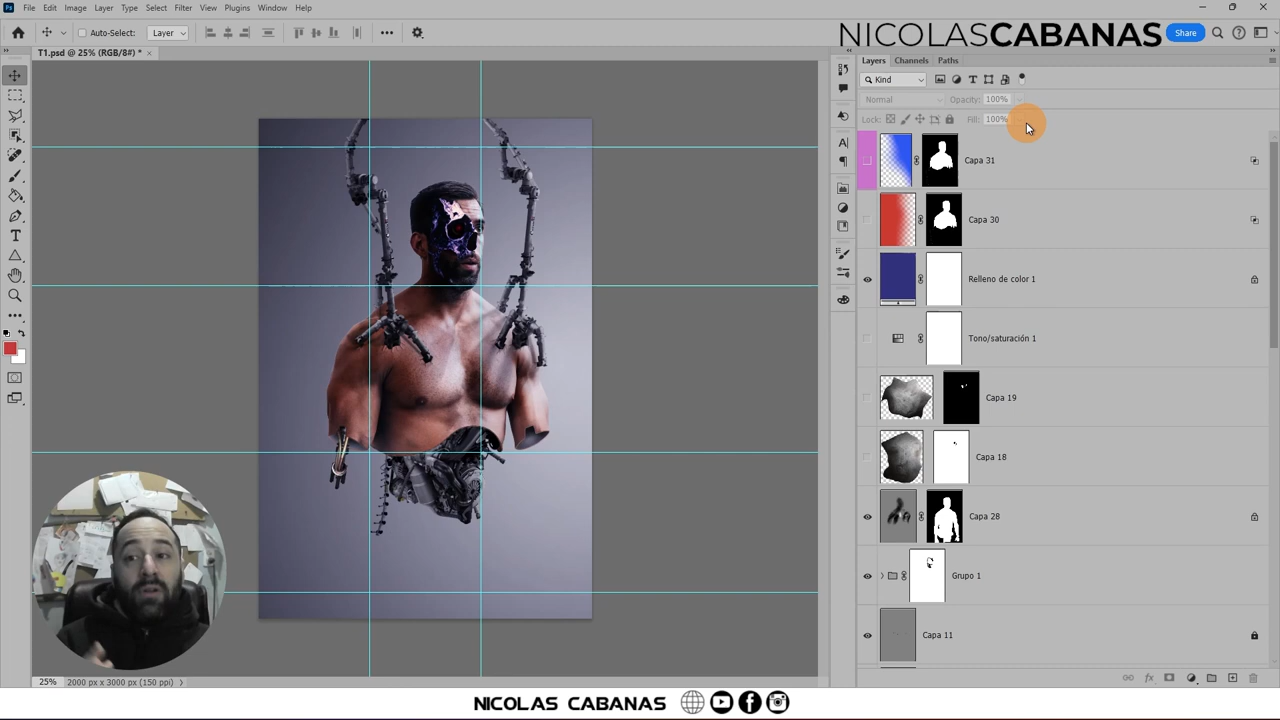 Ps File Edit Image Layer Type Select Filter View Plugins Window Help
Auto-Select: Layer
NICOLASCABANAS
Share
T1.psd @ 25% (RGB/8#) * ×
Layers Channels Paths
Kind
Normal Opacity: 100%
Lock: Fill: 100%
Capa 31
Capa 30
Relleno de color 1
Tono/saturación 1
Capa 19
Capa 18
Capa 28
Grupo 1
Capa 11
25% 2000 px x 3000 px (150 ppi)
NICOLAS CABANAS